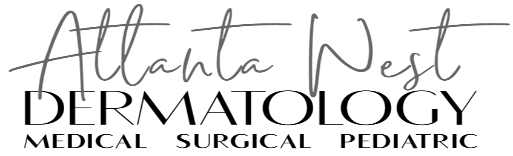 Atlanta West
DERMATOLOGY
MEDICAL SURGICAL PEDIATRIC